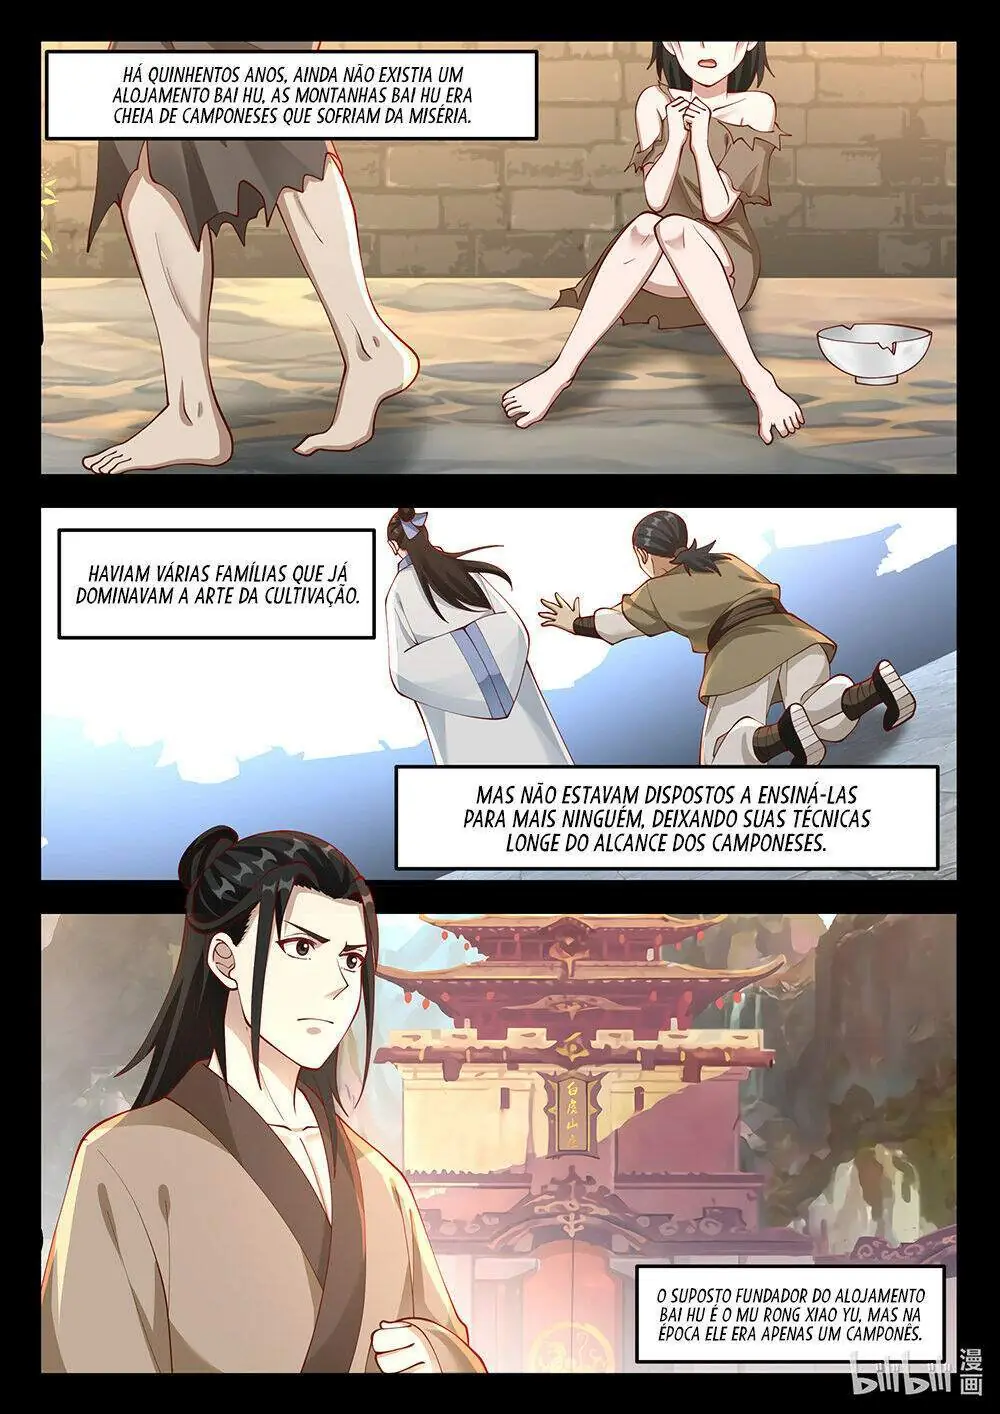 HÁ QUINHENTOS ANOS, AINDA NÃO EXISTIA UM
ALOJAMENTO BAI HU, AS MONTANHAS BAI HU ERA
CHEIA DE CAMPONESES QUE SOFRIAM DA MISÉRIA.
HAVIAM VÁRIAS FAMÍLIAS QUE JÁ
DOMINAVAM A ARTE DA CULTIVAÇÃO.
MAS NÃO ESTAVAM DISPOSTOS A ENSINÁ-LAS
PARA MAIS NINGUÉM, DEIXANDO SUAS TÉCNICAS
LONGE DO ALCANCE DOS CAMPONESES.
白虎山庄
O SUPOSTO FUNDADOR DO ALOJAMENTO
BAI HU É O MU RONG XIAO YU, MAS NA
ÉPOCA ELE ERA APENAS UM CAMPONÊS.
bilibili 漫画